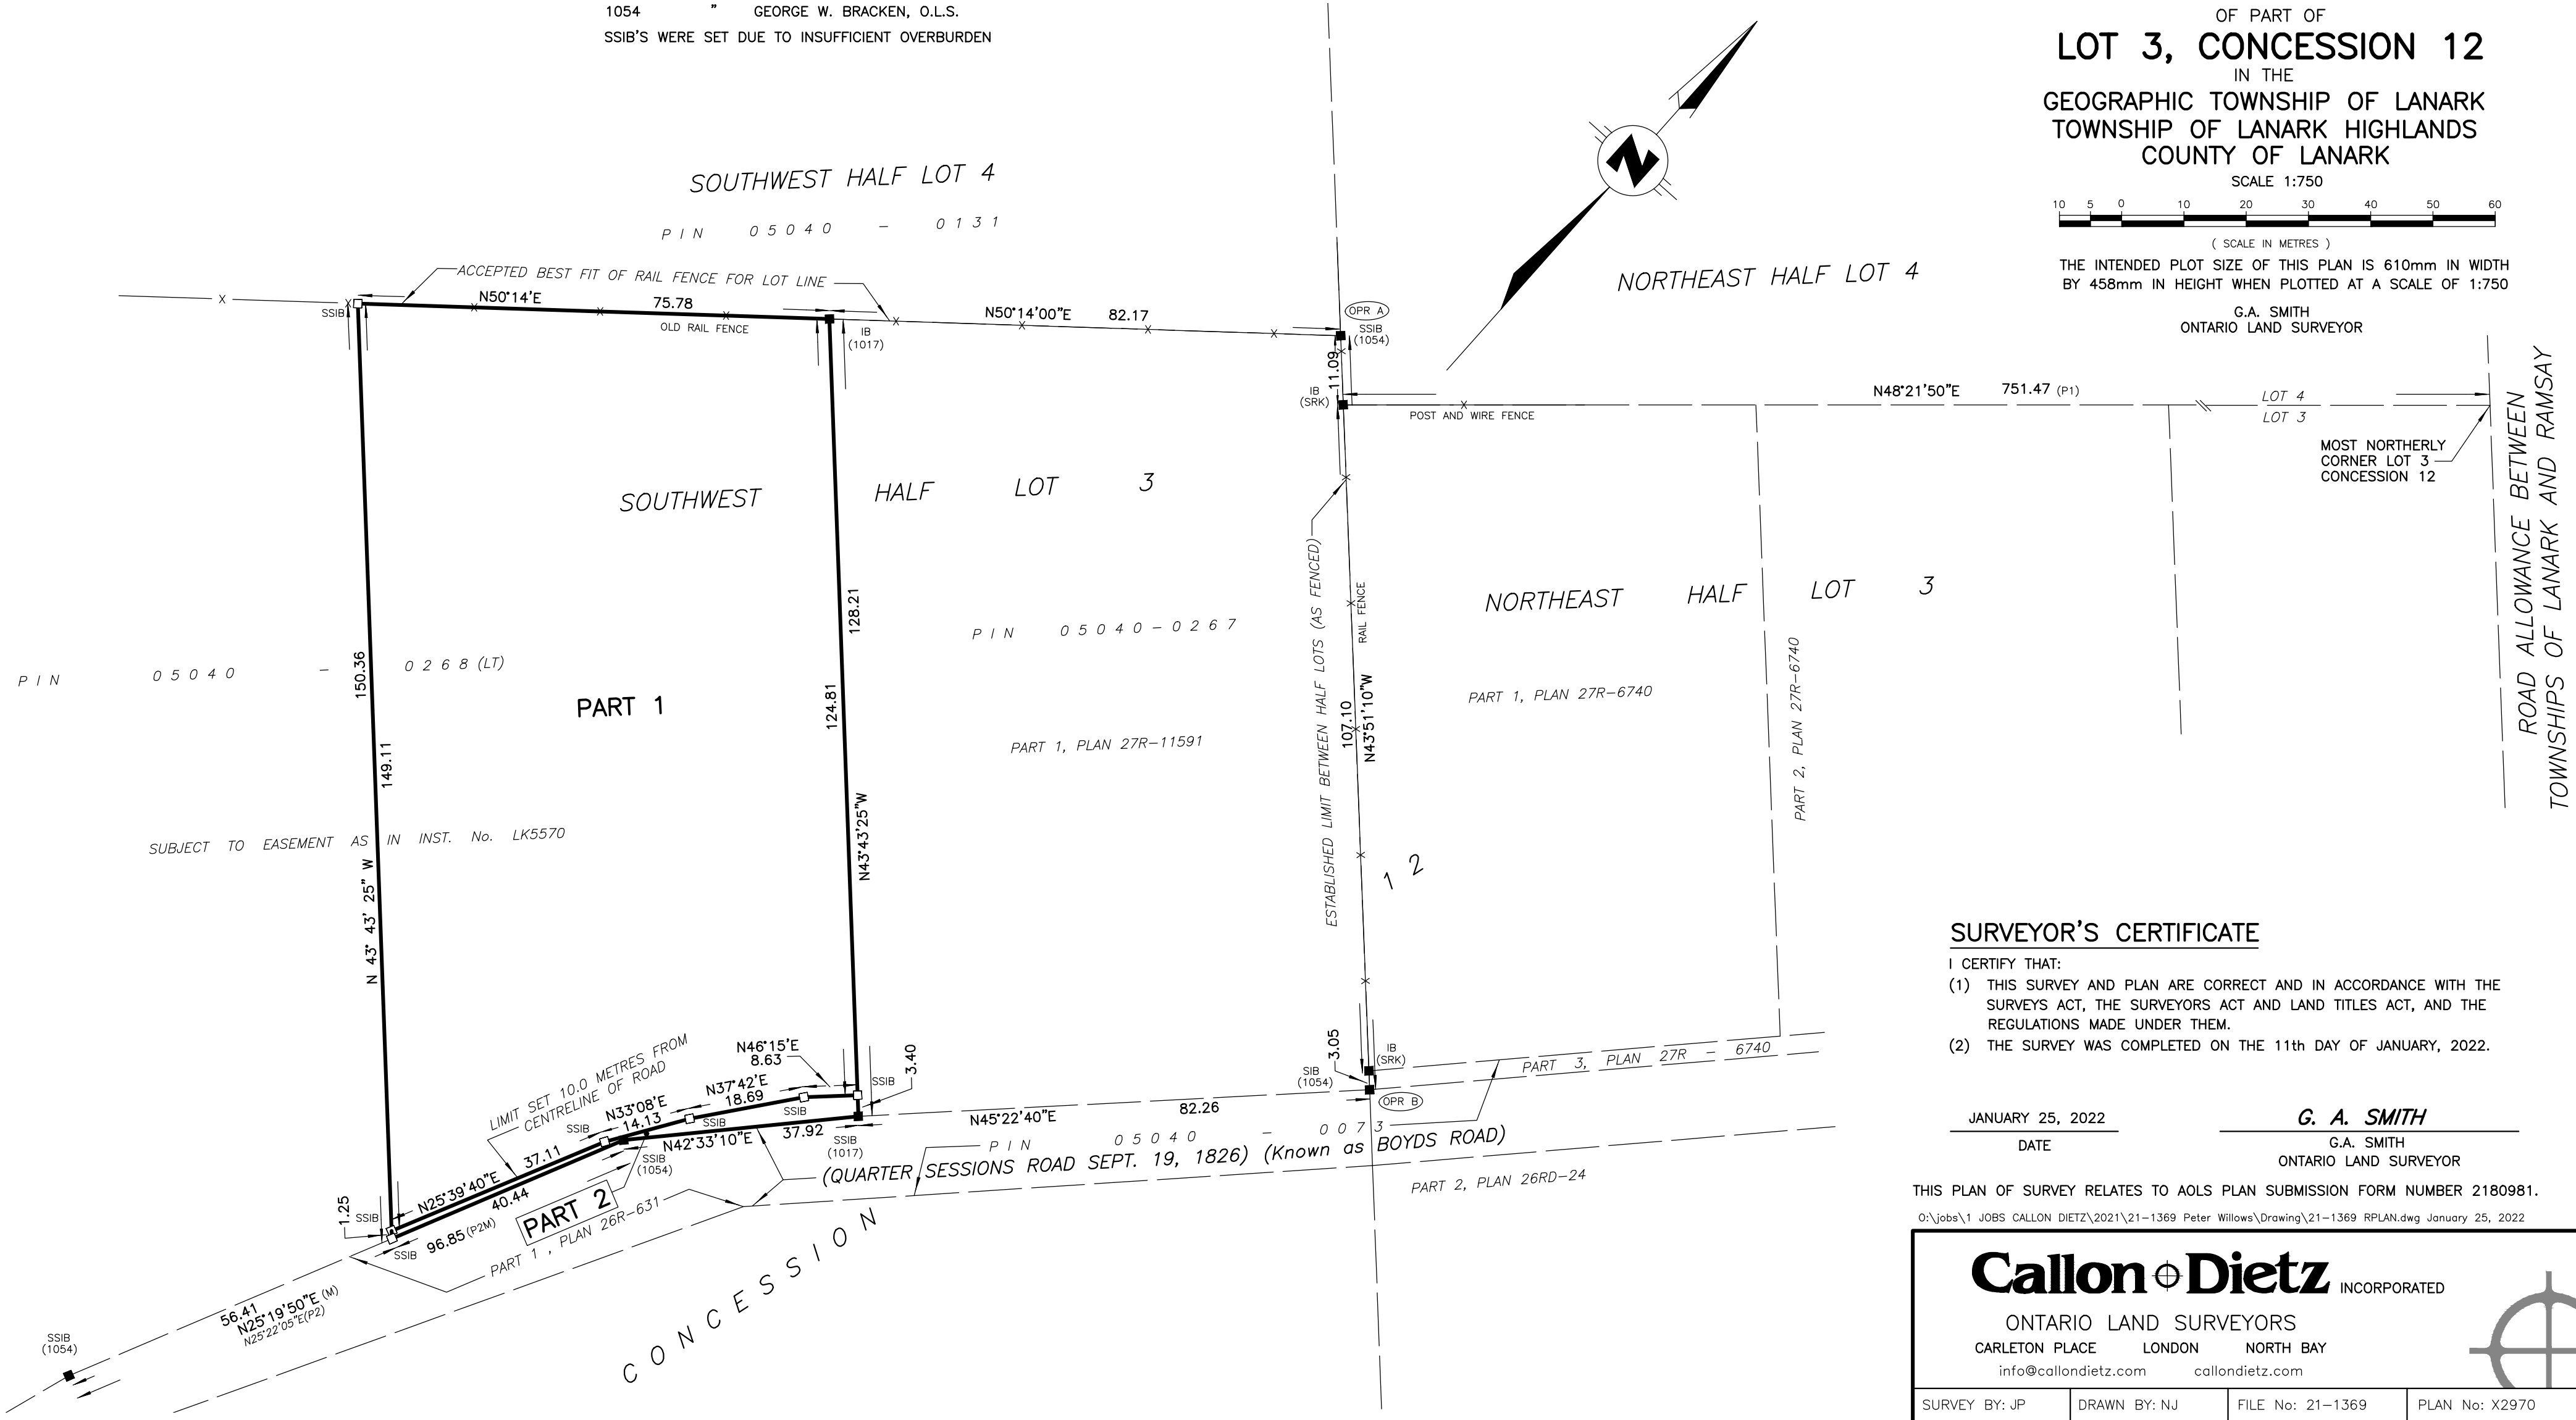 1054 " GEORGE W. BRACKEN, O.L.S.
SSIB'S WERE SET DUE TO INSUFFICIENT OVERBURDEN
OF PART OF
LOT 3, CONCESSION 12
IN THE
GEOGRAPHIC TOWNSHIP OF LANARK
TOWNSHIP OF LANARK HIGHLANDS
COUNTY OF LANARK
SCALE 1:750
10 5 0 10 20 30 40 50 60
( SCALE IN METRES )
THE INTENDED PLOT SIZE OF THIS PLAN IS 610mm IN WIDTH
BY 458mm IN HEIGHT WHEN PLOTTED AT A SCALE OF 1:750
G.A. SMITH
ONTARIO LAND SURVEYOR
N
SOUTHWEST HALF LOT 4
PIN 05040 - 0131
NORTHEAST HALF LOT 4
ACCEPTED BEST FIT OF RAIL FENCE FOR LOT LINE
N50°14'E 75.78
OLD RAIL FENCE
SSIB
IB
(1017)
N50°14'00"E 82.17
OPR A
SSIB
(1054)
11.09
IB
(SRK)
POST AND WIRE FENCE
N48°21'50"E 751.47 (P1)
LOT 4
LOT 3
MOST NORTHERLY
CORNER LOT 3
CONCESSION 12
ROAD ALLOWANCE BETWEEN
TOWNSHIPS OF LANARK AND RAMSAY
SOUTHWEST HALF LOT 3
NORTHEAST HALF LOT 3
PIN 05040 - 0268 (LT)
150.36
149.11
N 43° 43' 25" W
PART 1
128.21
124.81
N43°43'25"W
PIN 05040-0267
PART 1, PLAN 27R-11591
ESTABLISHED LIMIT BETWEEN HALF LOTS (AS FENCED)
RAIL FENCE
107.10
N43°51'10"W
PART 1, PLAN 27R-6740
PART 2, PLAN 27R-6740
SUBJECT TO EASEMENT AS IN INST. No. LK5570
12
LIMIT SET 10.0 METRES FROM
CENTRELINE OF ROAD
N46°15'E
8.63
N37°42'E
18.69
N33°08'E
14.13
SSIB
SSIB
SSIB
SSIB
3.40
N25°39'40"E 37.11
40.44
96.85 (P2M)
1.25
SSIB
SSIB
N42°33'10"E 37.92
SSIB
(1054)
SSIB
(1017)
N45°22'40"E 82.26
3.05
IB
(SRK)
SIB
(1054)
OPR B
PART 3, PLAN 27R - 6740
PIN 05040 - 0073
(QUARTER SESSIONS ROAD SEPT. 19, 1826) (Known as BOYDS ROAD)
PART 2, PLAN 26RD-24
PART 2
PART 1 , PLAN 26R-631
CONCESSION
56.41
N25°19'50"E (M)
N25°22'05"E(P2)
SSIB
(1054)
SURVEYOR'S CERTIFICATE
I CERTIFY THAT:
(1) THIS SURVEY AND PLAN ARE CORRECT AND IN ACCORDANCE WITH THE
SURVEYS ACT, THE SURVEYORS ACT AND LAND TITLES ACT, AND THE
REGULATIONS MADE UNDER THEM.
(2) THE SURVEY WAS COMPLETED ON THE 11th DAY OF JANUARY, 2022.
JANUARY 25, 2022 G. A. SMITH
DATE G.A. SMITH
ONTARIO LAND SURVEYOR
THIS PLAN OF SURVEY RELATES TO AOLS PLAN SUBMISSION FORM NUMBER 2180981.
O:\jobs\1 JOBS CALLON DIETZ\2021\21-1369 Peter Willows\Drawing\21-1369 RPLAN.dwg January 25, 2022
Callon Dietz INCORPORATED
ONTARIO LAND SURVEYORS
CARLETON PLACE LONDON NORTH BAY
info@callondietz.com callondietz.com
SURVEY BY: JP DRAWN BY: NJ FILE No: 21-1369 PLAN No: X2970